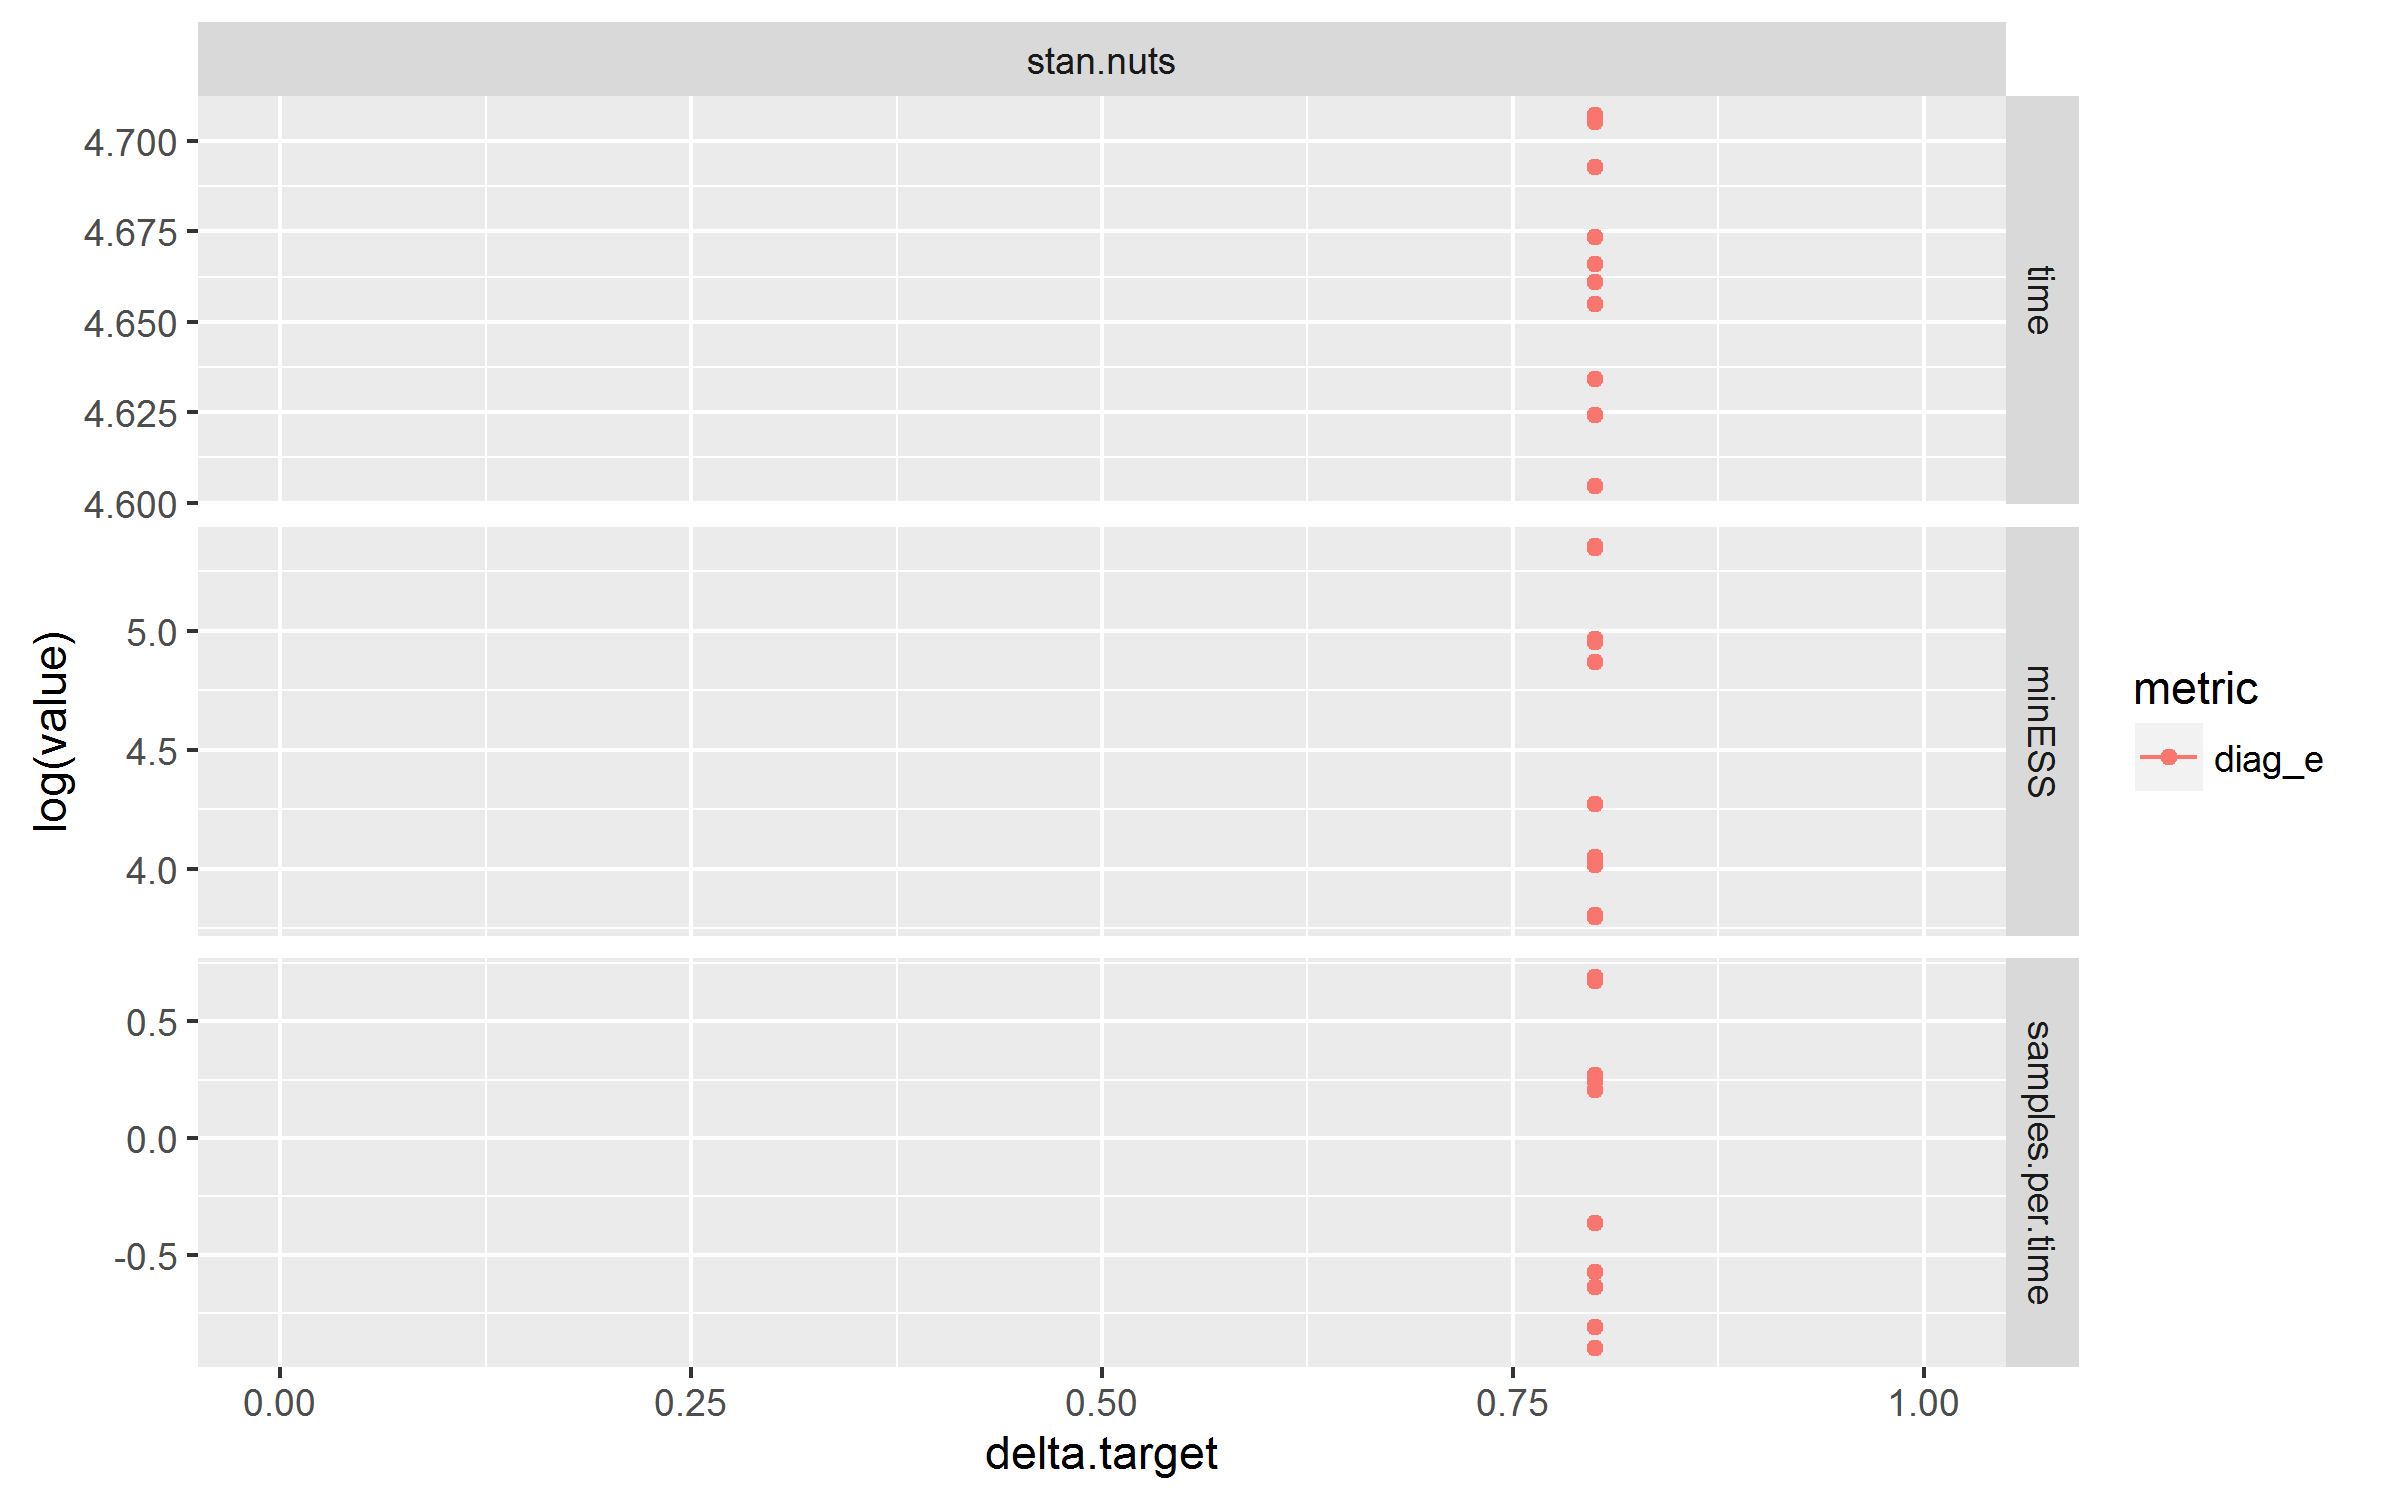 stan.nuts
4.700
4.675
4.650
4.625
4.600
time
5.0
4.5
4.0
minESS
0.5
0.0
-0.5
samples.per.time
log(value)
0.00 0.25 0.50 0.75 1.00
delta.target
metric
diag_e